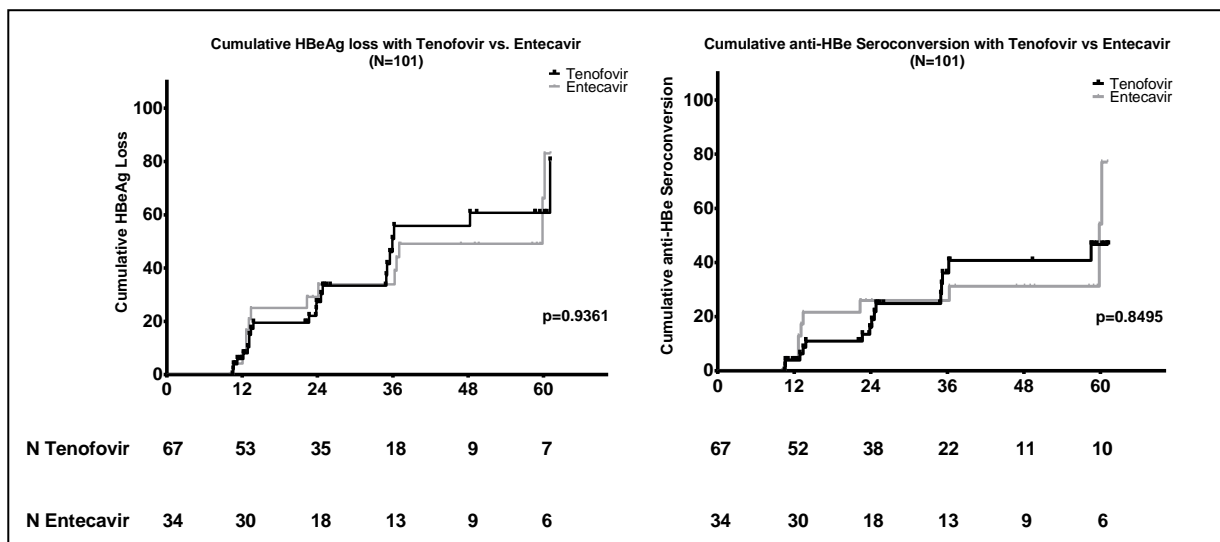 Cumulative HBeAg loss with Tenofovir vs. Entecavir
(N=101)
Tenofovir
Entecavir
Cumulative HBeAg Loss
100
80
60
40
20
0
0 12 24 36 48 60
p=0.9361
Cumulative anti-HBe Seroconversion with Tenofovir vs Entecavir
(N=101)
Tenofovir
Entecavir
Cumulative anti-HBe Seroconversion
100
80
60
40
20
0
0 12 24 36 48 60
p=0.8495
N Tenofovir 67 53 35 18 9 7 67 52 38 22 11 10
N Entecavir 34 30 18 13 9 6 34 30 18 13 9 6